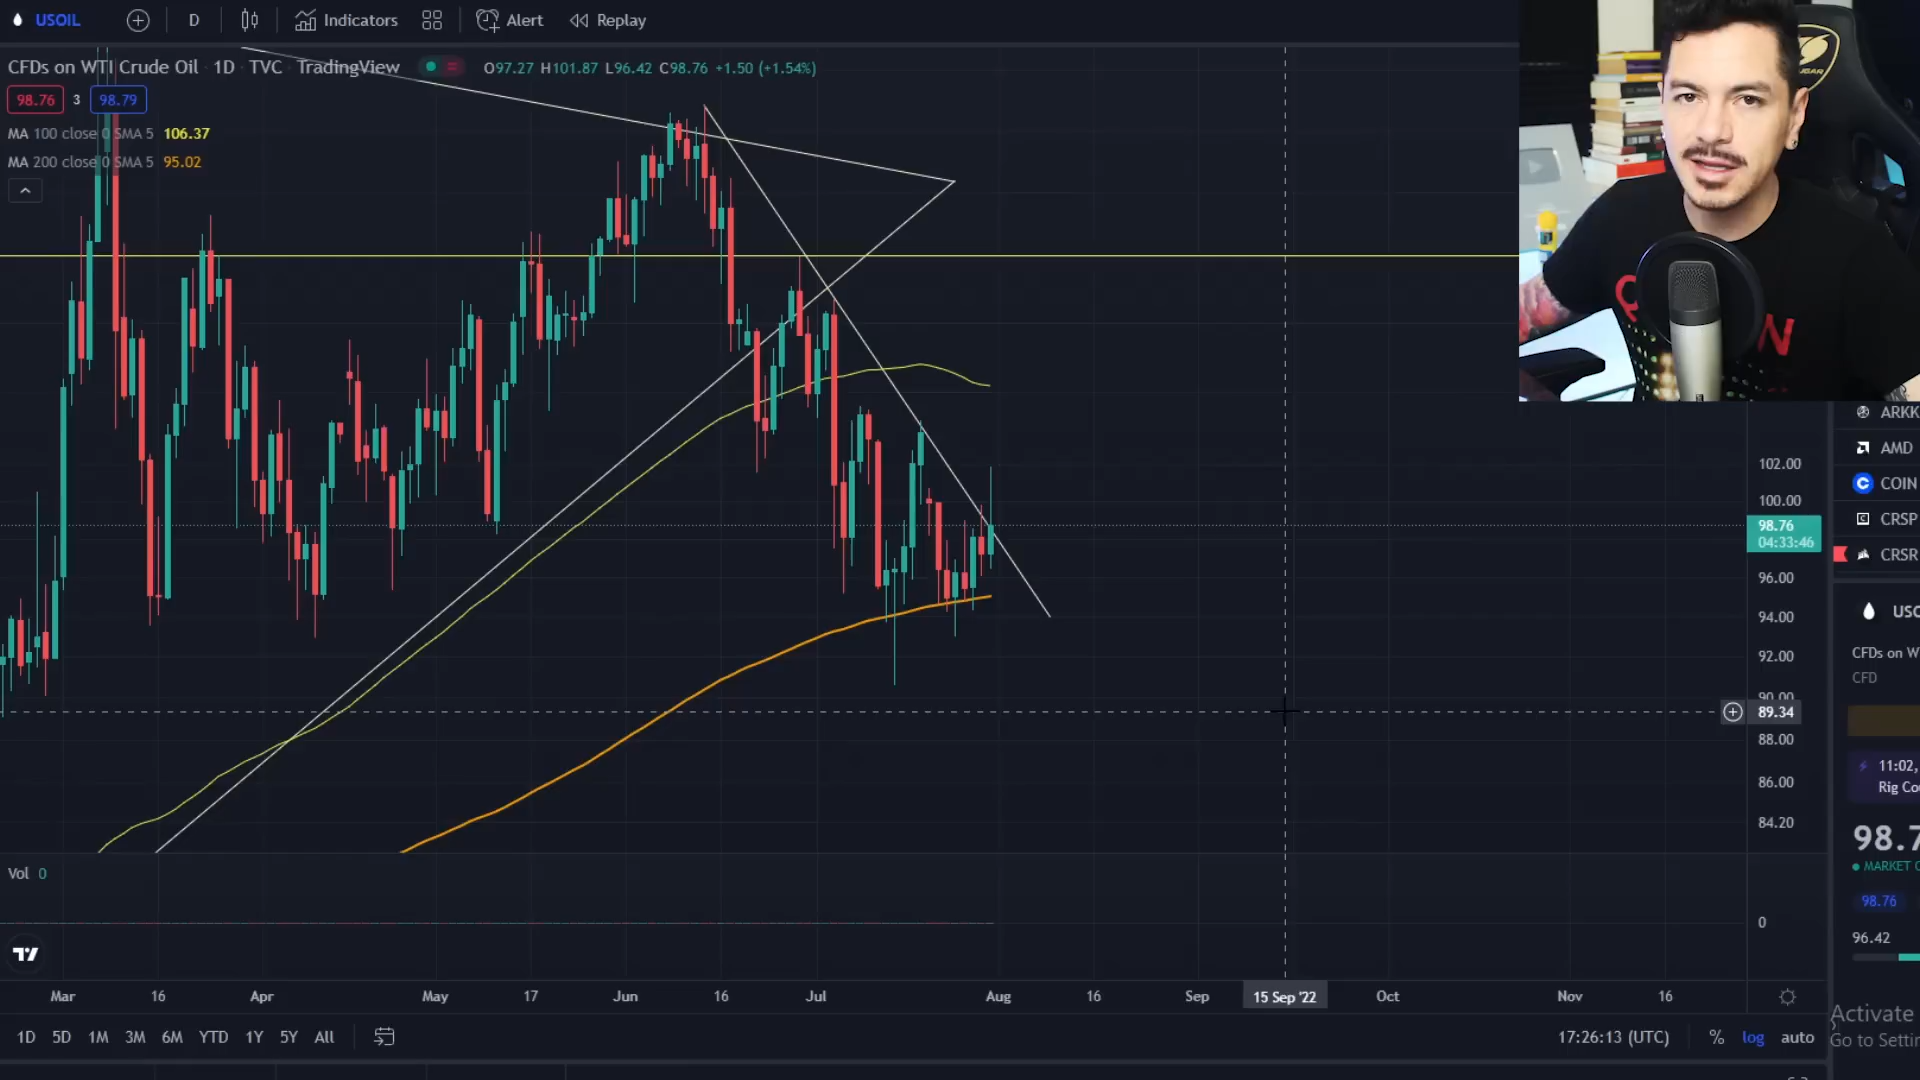 USOIL D Indicators Alert Replay
CFDs on WTI Crude Oil · 1D · TVC · TradingView O97.27 H101.87 L96.42 C98.76 +1.50 (+1.54%)
98.76 3 98.79
MA 100 close 0 SMA 5 106.37
MA 200 close 0 SMA 5 95.02
COUGAR
102.00
100.00
98.76
04:33:46
96.00
94.00
92.00
90.00
89.34
88.00
86.00
84.20
Vol 0
0
Mar 16 Apr May 17 Jun 16 Jul Aug 16 Sep 15 Sep '22 Oct Nov 16
1D 5D 1M 3M 6M YTD 1Y 5Y All 17:26:13 (UTC) % log auto
ARKK
AMD
COIN
CRSP
CRSR
USO
CFDs on W
CFD
11:02,
Rig Cou
98.7
MARKET O
98.76
96.42
Activate
Go to Settin